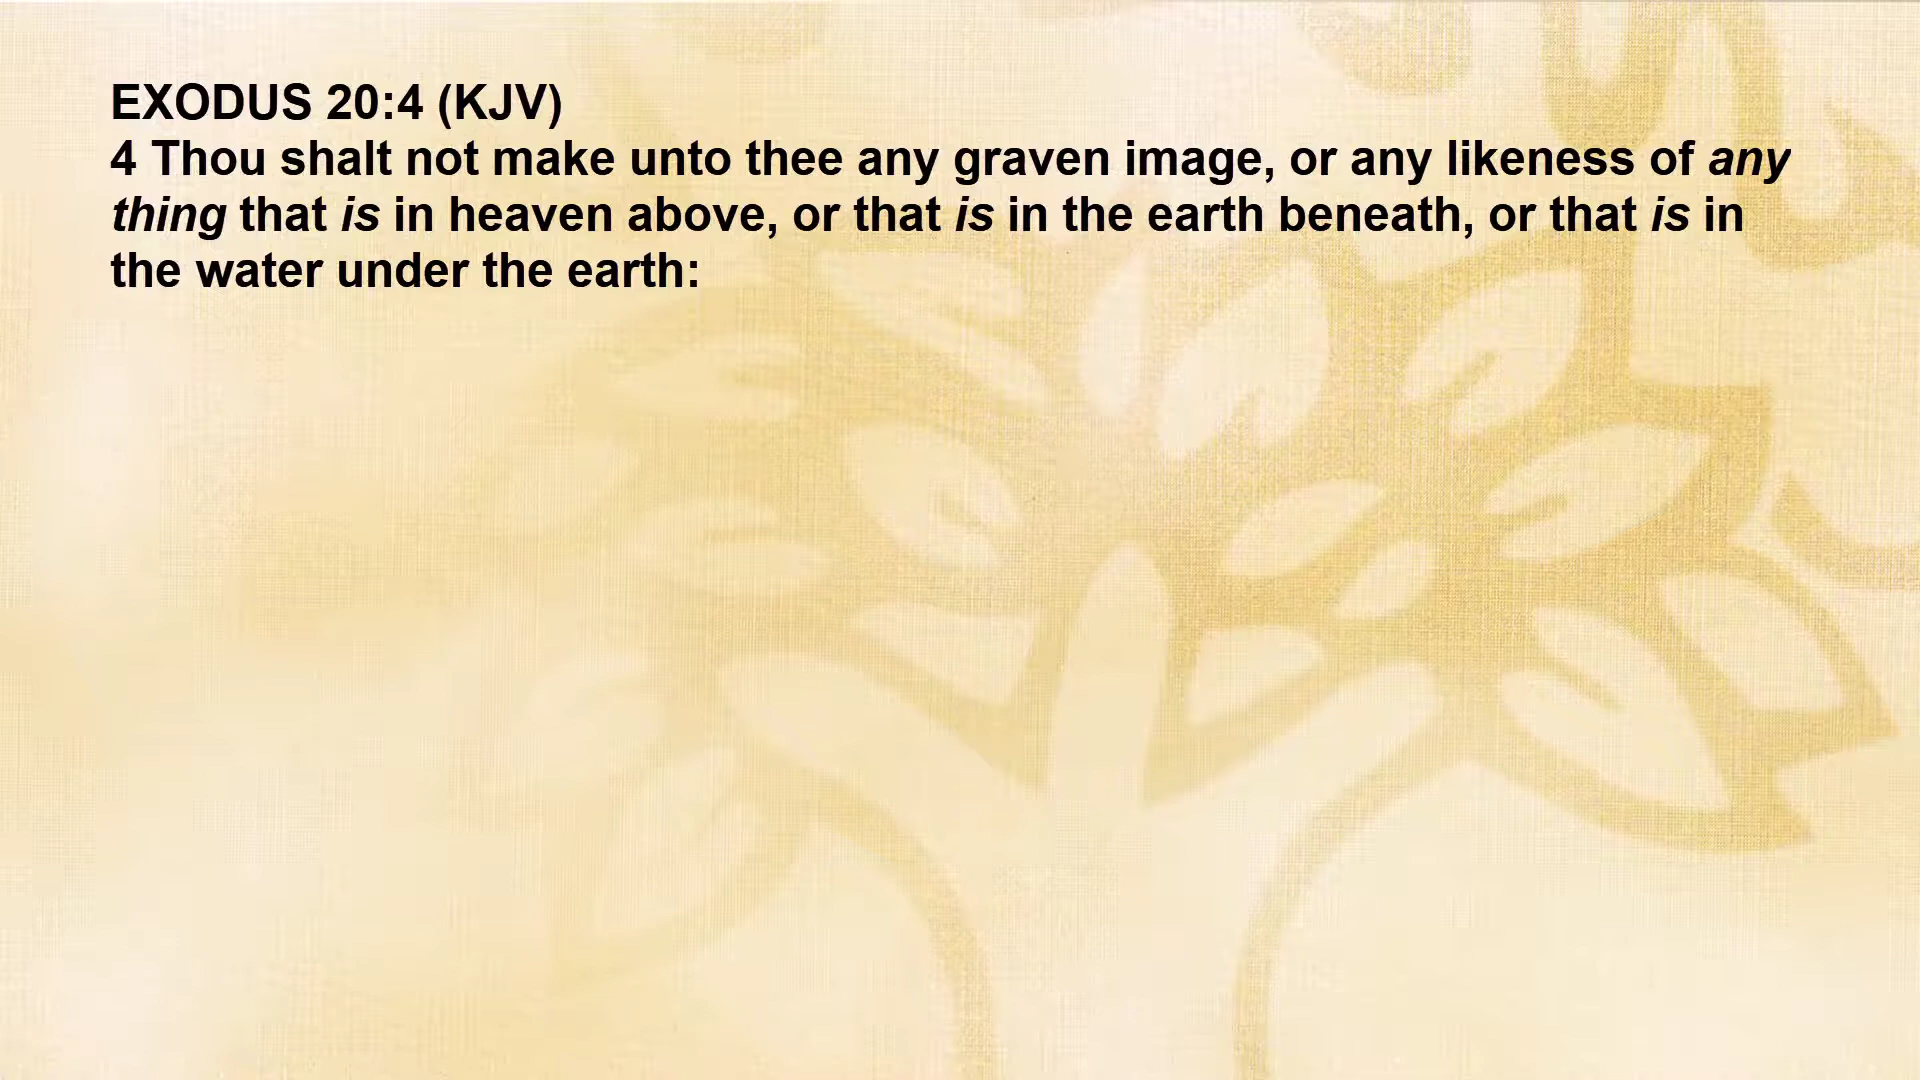 EXODUS 20:4 (KJV)
4 Thou shalt not make unto thee any graven image, or any likeness of any
thing that is in heaven above, or that is in the earth beneath, or that is in
the water under the earth: